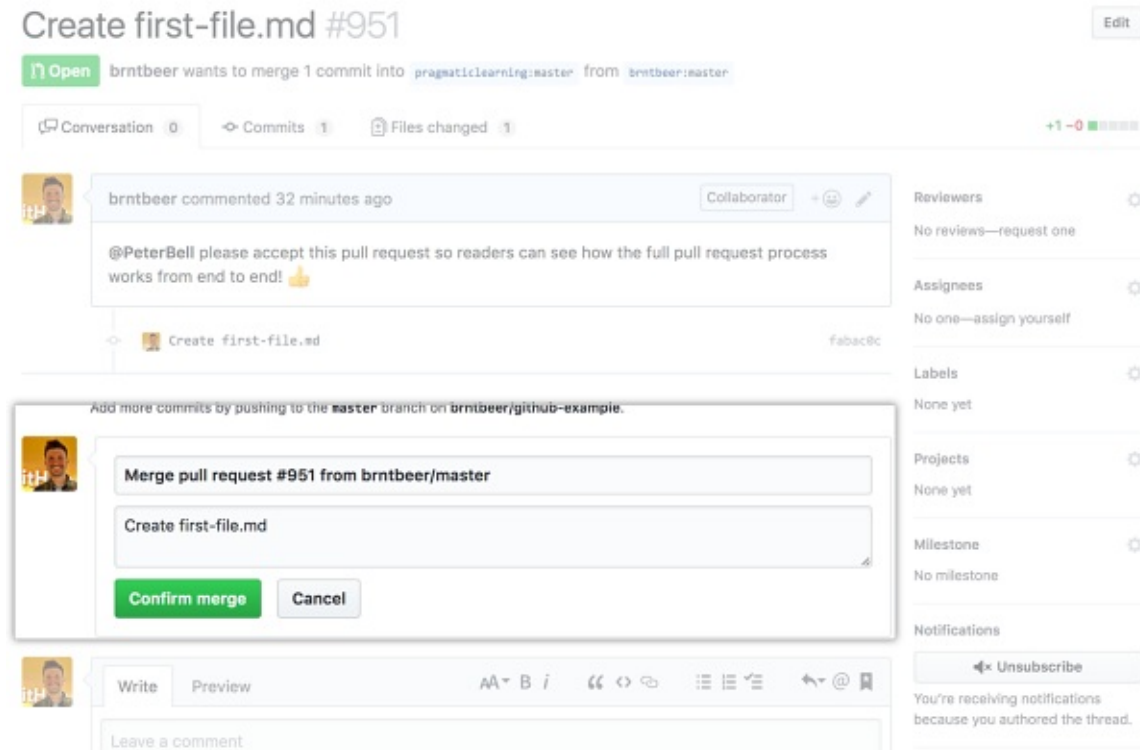 Create first-file.md #951
Edit
Open brntbeer wants to merge 1 commit into pragmaticlearning:master from brntbeer:master
Conversation 0 Commits 1 Files changed 1 +1 −0
brntbeer commented 32 minutes ago Collaborator
@PeterBell please accept this pull request so readers can see how the full pull request process
works from end to end! 👍
Create first-file.md fabac0c
Add more commits by pushing to the master branch on brntbeer/github-example.
Merge pull request #951 from brntbeer/master
Create first-file.md
Confirm merge Cancel
Write Preview AA B i
Leave a comment
Reviewers
No reviews—request one
Assignees
No one—assign yourself
Labels
None yet
Projects
None yet
Milestone
No milestone
Notifications
Unsubscribe
You're receiving notifications
because you authored the thread.